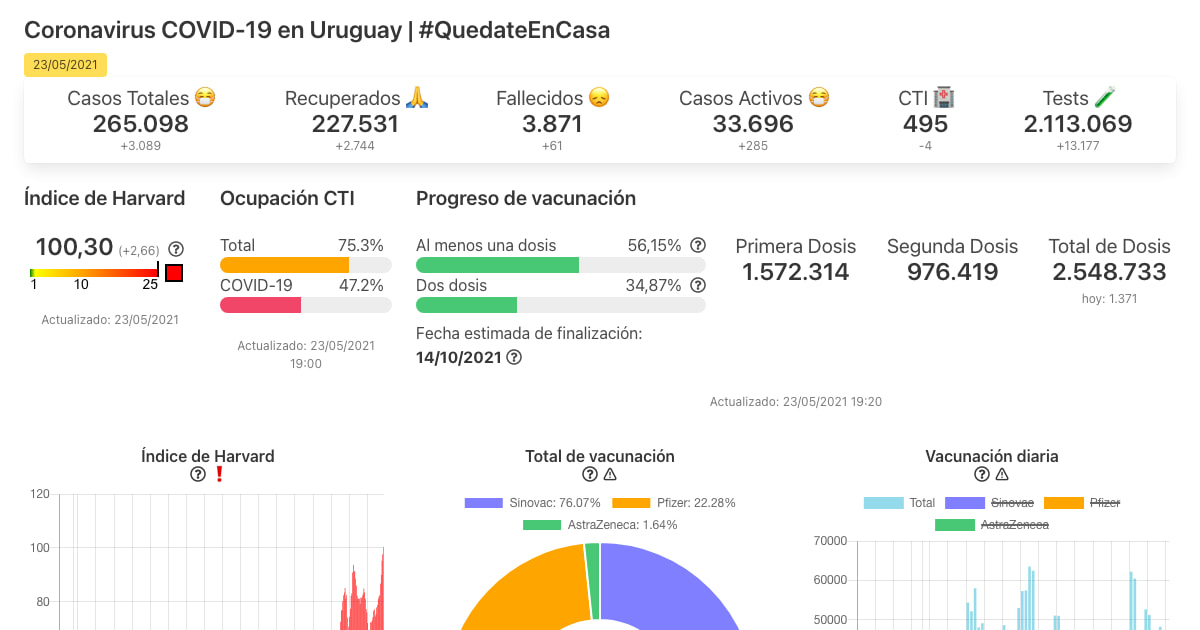 Coronavirus COVID-19 en Uruguay | #QuedateEnCasa
23/05/2021
Casos Totales 😷 Recuperados 🙏 Fallecidos 😞 Casos Activos 😷 CTI 🏥 Tests 🧪
265.098 227.531 3.871 33.696 495 2.113.069
+3.089 +2.744 +61 +285 -4 +13.177
Índice de Harvard
100,30 (+2,66)
1 10 25
Actualizado: 23/05/2021
Ocupación CTI
Total 75.3%
COVID-19 47.2%
Actualizado: 23/05/2021
19:00
Progreso de vacunación
Al menos una dosis 56,15%
Dos dosis 34,87%
Fecha estimada de finalización:
14/10/2021
Primera Dosis Segunda Dosis Total de Dosis
1.572.314 976.419 2.548.733
hoy: 1.371
Actualizado: 23/05/2021 19:20
Índice de Harvard
❗
120
100
80
Total de vacunación
Sinovac: 76.07% Pfizer: 22.28%
AstraZeneca: 1.64%
Vacunación diaria
Total Sinovac Pfizer
AstraZeneca
70000
60000
50000